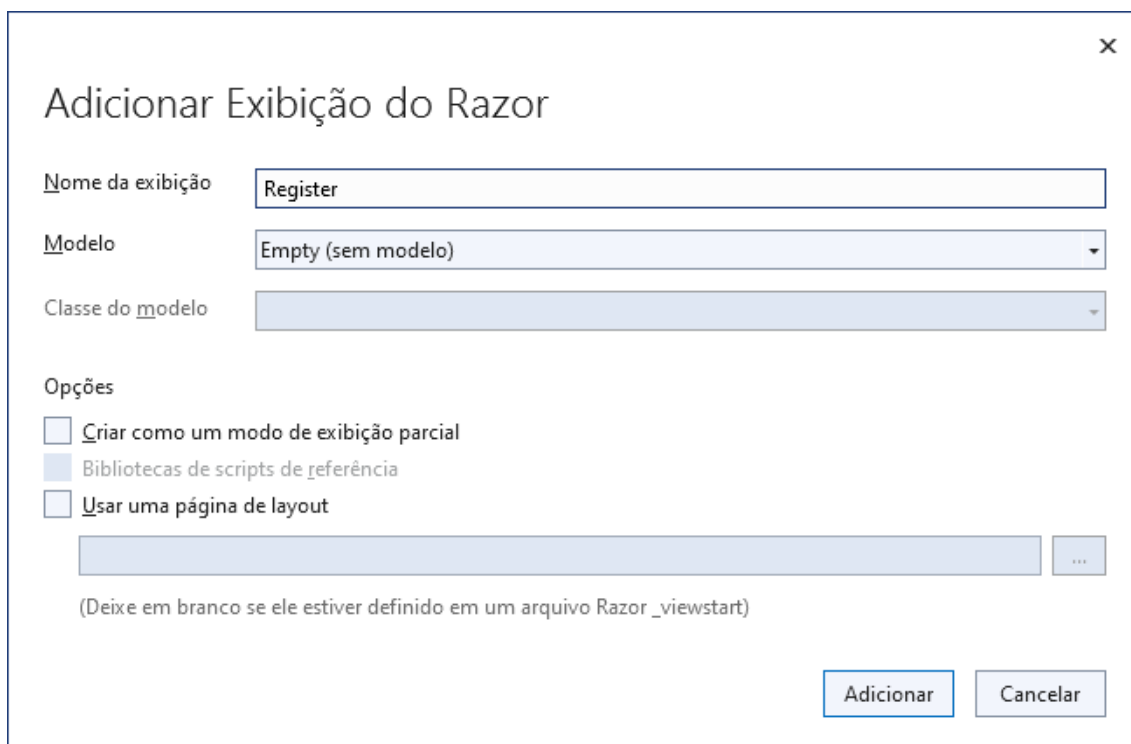 Adicionar Exibição do Razor
Nome da exibição
Register
Modelo
Empty (sem modelo)
Classe do modelo
Opções
Criar como um modo de exibição parcial
Bibliotecas de scripts de referência
Usar uma página de layout
...
(Deixe em branco se ele estiver definido em um arquivo Razor _viewstart)
Adicionar
Cancelar